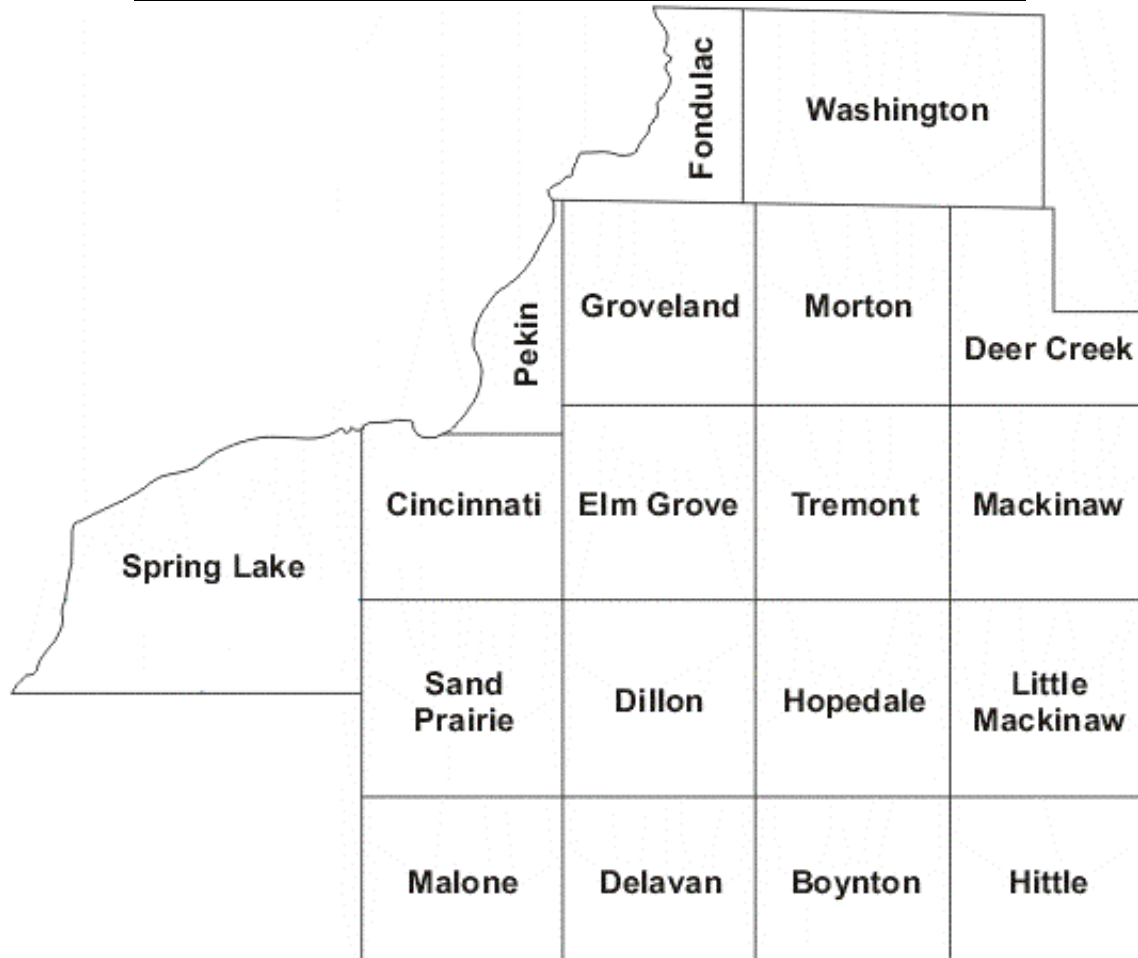 Fondulac
Washington
Groveland
Morton
Pekin
Deer Creek
Cincinnati
Elm Grove
Tremont
Mackinaw
Spring Lake
Sand
Prairie
Dillon
Hopedale
Little
Mackinaw
Malone
Delavan
Boynton
Hittle